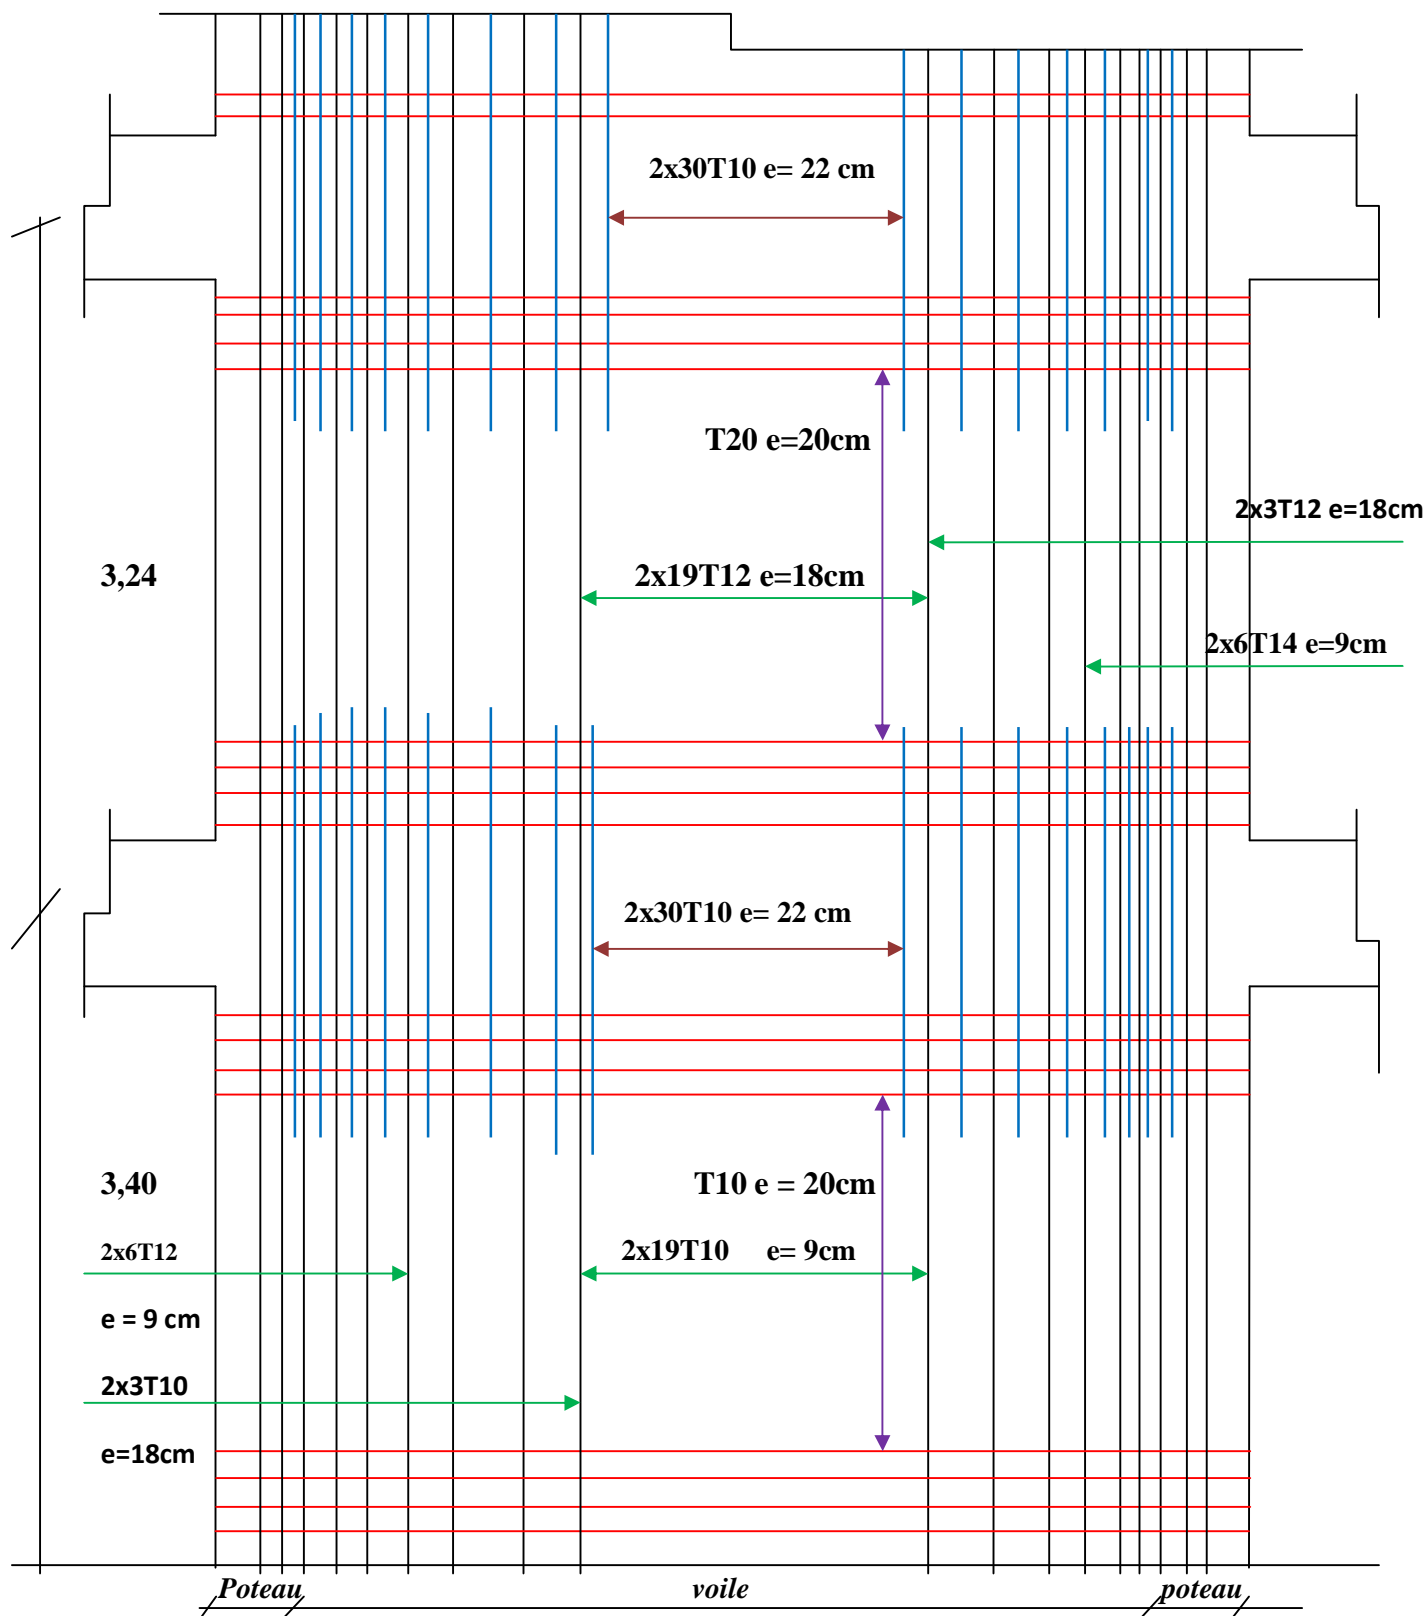 2x30T10 e= 22 cm
T20 e=20cm
2x3T12 e=18cm
3,24
2x19T12 e=18cm
2x6T14 e=9cm
2x30T10 e= 22 cm
3,40
T10 e = 20cm
2x6T12
2x19T10 e= 9cm
e = 9 cm
2x3T10
e=18cm
Poteau voile poteau